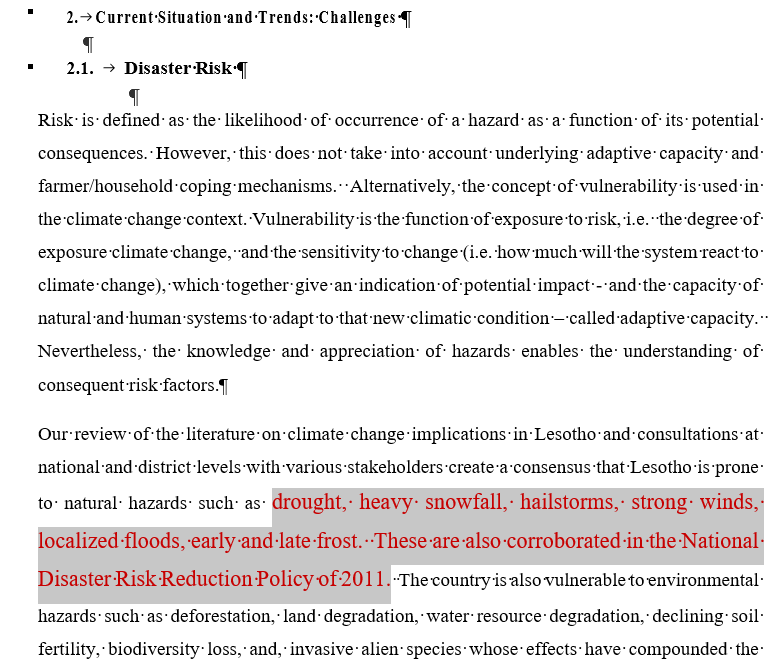 2. Current Situation and Trends: Challenges
2.1. Disaster Risk
Risk is defined as the likelihood of occurrence of a hazard as a function of its potential
consequences. However, this does not take into account underlying adaptive capacity and
farmer/household coping mechanisms.  Alternatively, the concept of vulnerability is used in
the climate change context. Vulnerability is the function of exposure to risk, i.e.  the degree of
exposure climate change,  and the sensitivity to change (i.e. how much will the system react to
climate change), which together give an indication of potential impact - and the capacity of
natural and human systems to adapt to that new climatic condition – called adaptive capacity.
Nevertheless, the knowledge and appreciation of hazards enables the understanding of
consequent risk factors.
Our review of the literature on climate change implications in Lesotho and consultations at
national and district levels with various stakeholders create a consensus that Lesotho is prone
to natural hazards such as drought, heavy snowfall, hailstorms, strong winds,
localized floods, early and late frost.  These are also corroborated in the National
Disaster Risk Reduction Policy of 2011.  The country is also vulnerable to environmental
hazards such as deforestation, land degradation, water resource degradation, declining soil
fertility, biodiversity loss, and, invasive alien species whose effects have compounded the